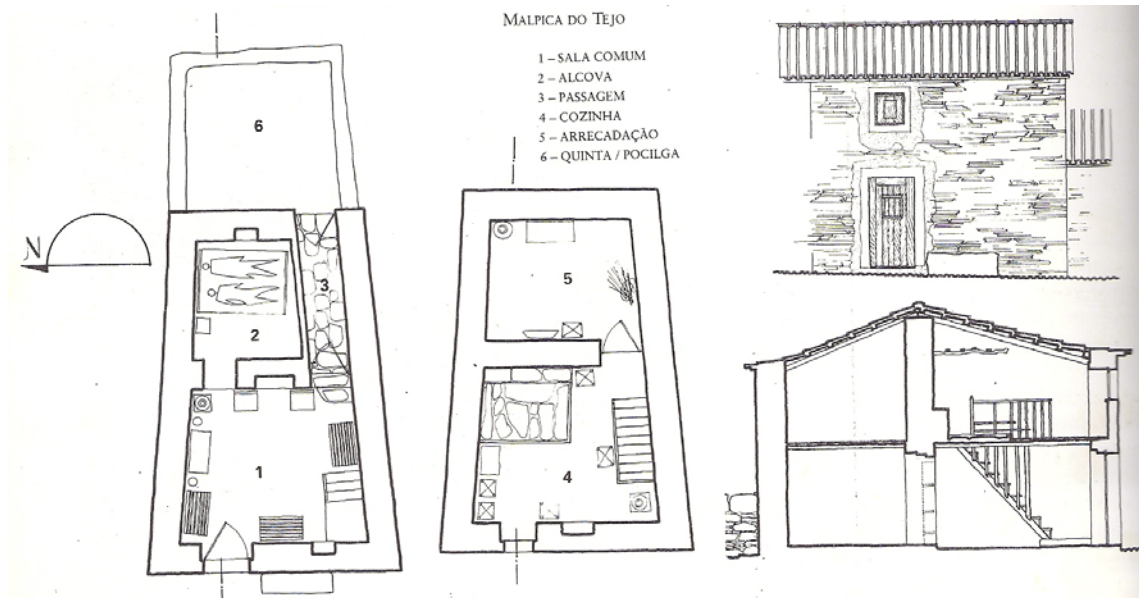 MALPICA DO TEJO
1 – SALA COMUM
2 – ALCOVA
3 – PASSAGEM
4 – COZINHA
5 – ARRECADAÇÃO
6 – QUINTA / POCILGA
6
N
3
2
1
5
4